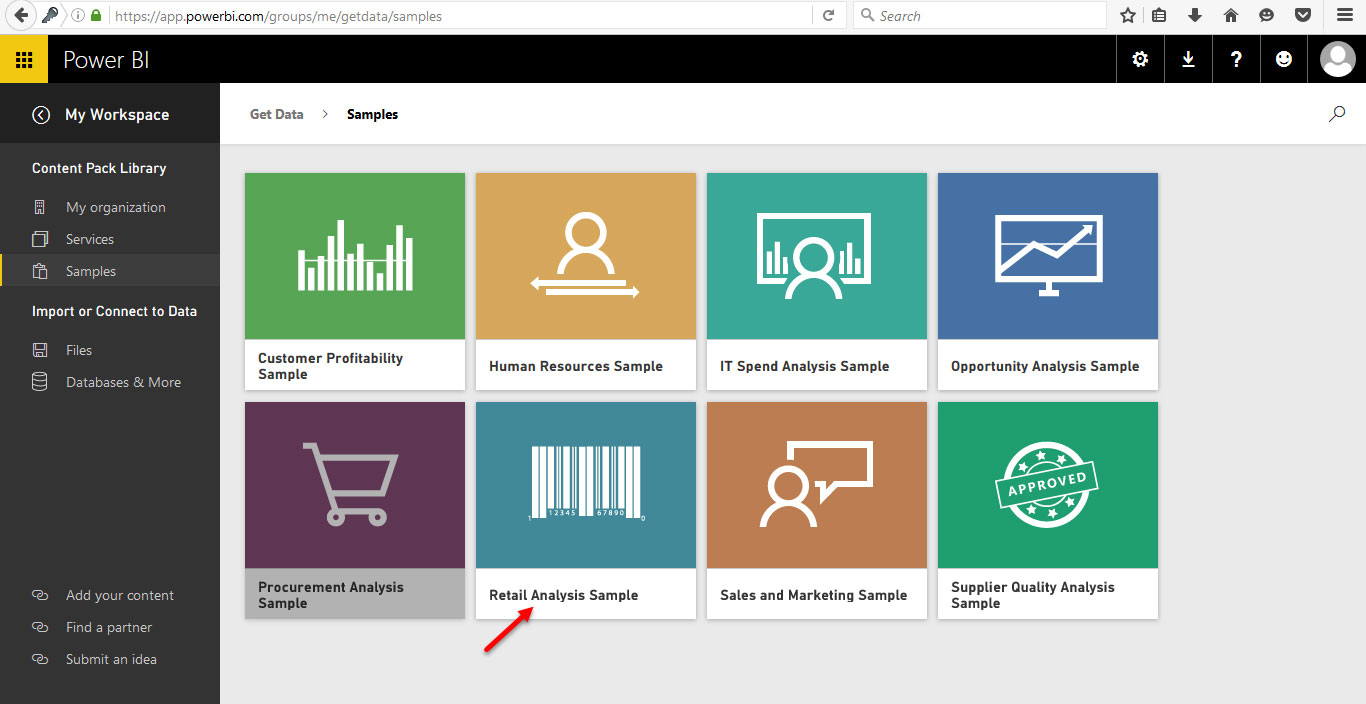 https://app.powerbi.com/groups/me/getdata/samples
Search
Power BI
My Workspace
Get Data > Samples
Content Pack Library
My organization
Services
Samples
Import or Connect to Data
Files
Databases & More
Add your content
Find a partner
Submit an idea
Customer Profitability
Sample
Human Resources Sample
IT Spend Analysis Sample
Opportunity Analysis Sample
Procurement Analysis
Sample
1 12345 67890 0
Retail Analysis Sample
Sales and Marketing Sample
APPROVED
Supplier Quality Analysis
Sample